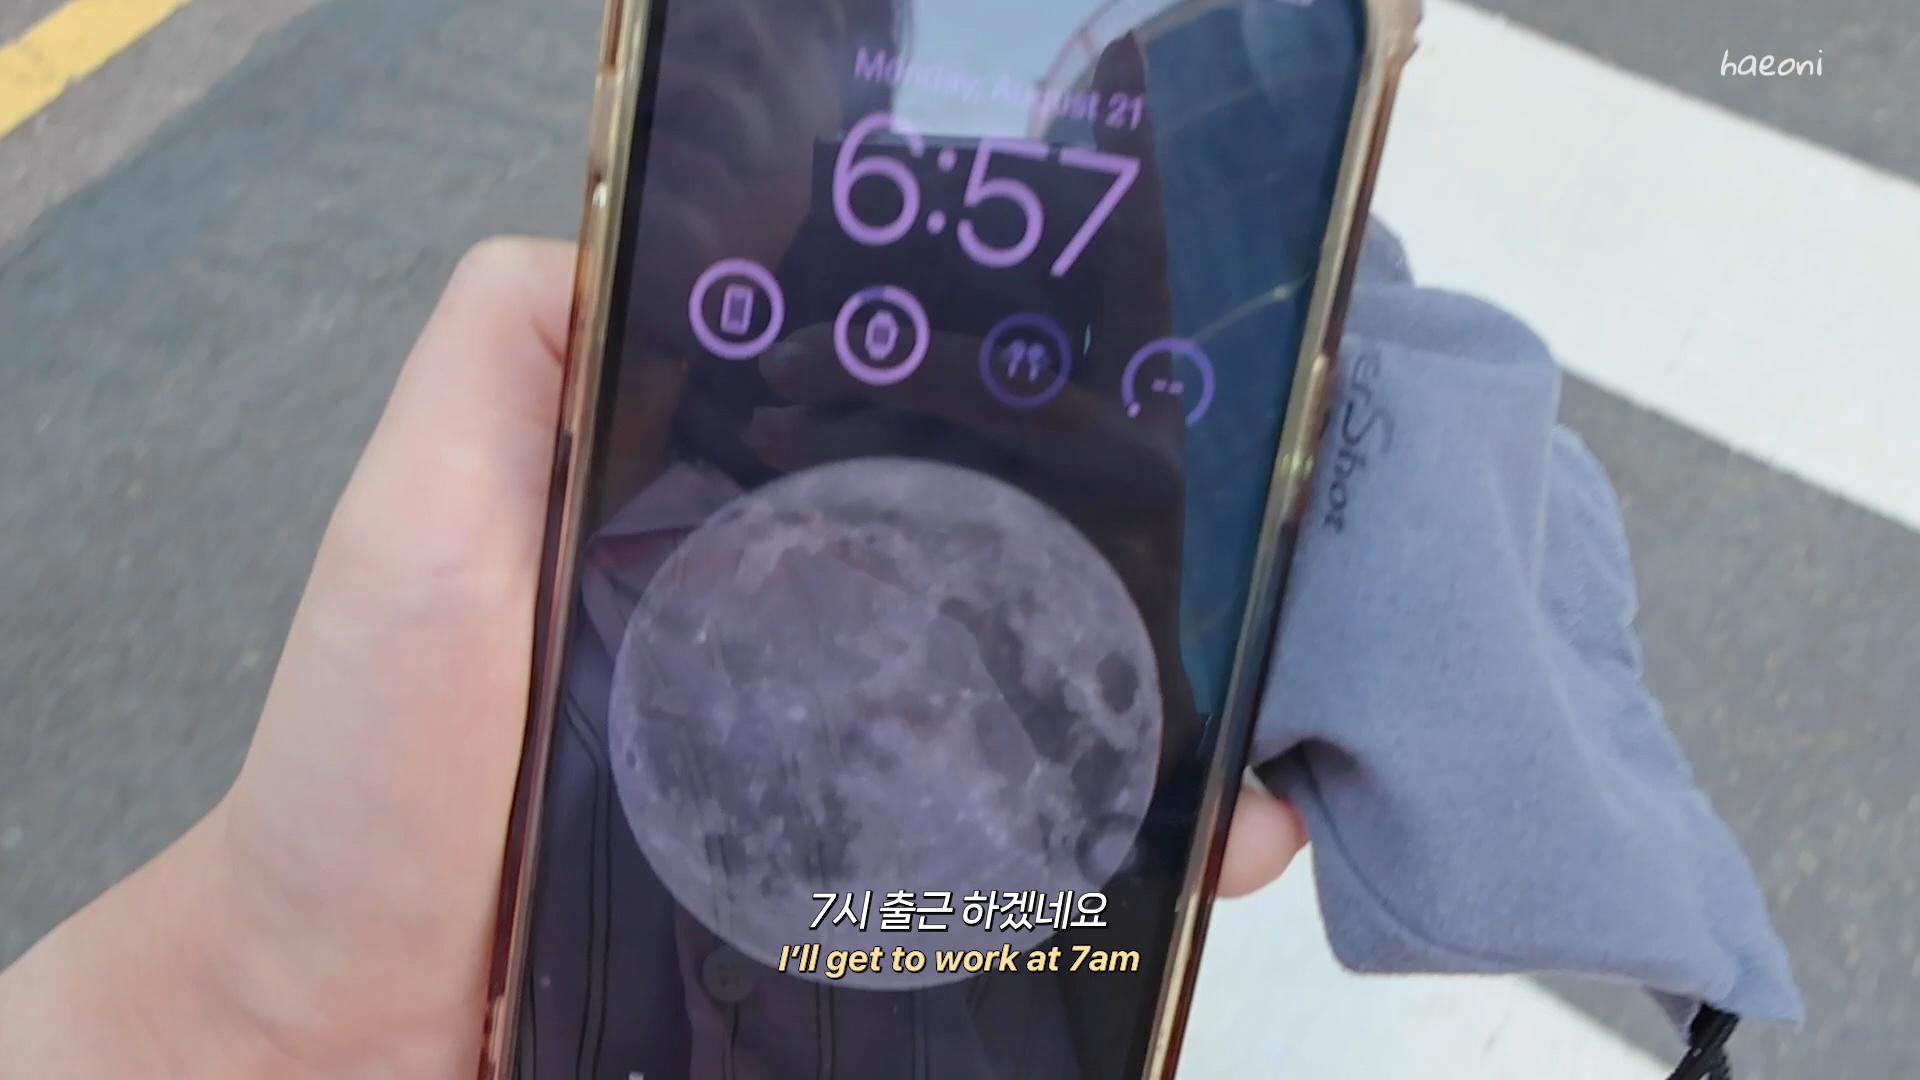 haeoni
Monday, August 21
6:57
erShot
7시 출근 하겠네요
I'll get to work at 7am